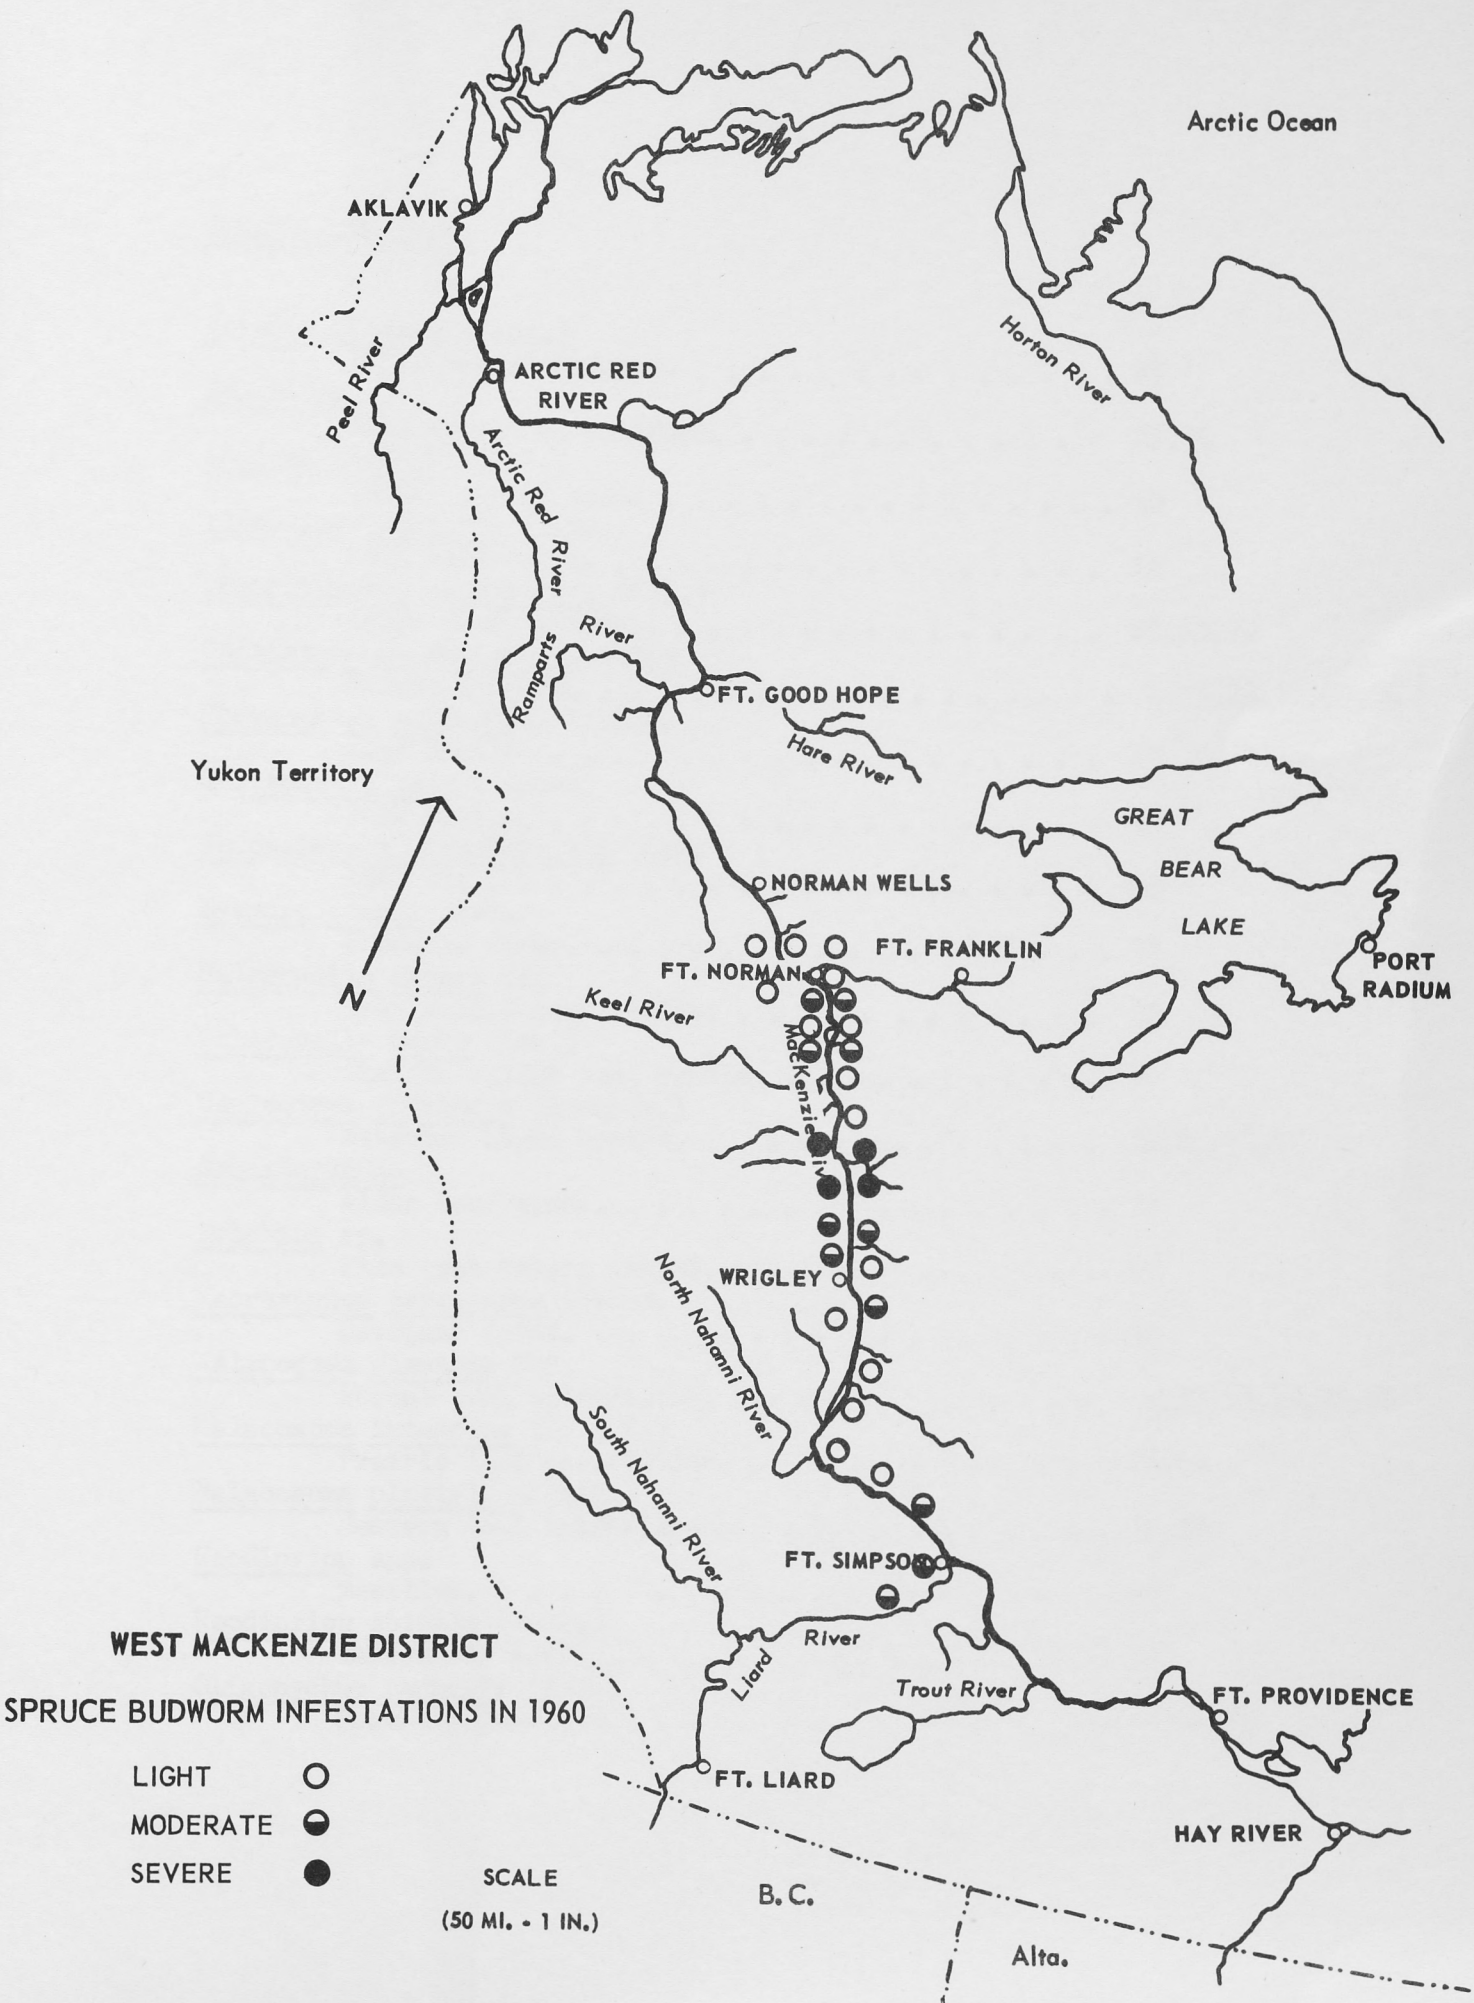 Arctic Ocean
AKLAVIK
Peel River
ARCTIC RED
RIVER
Horton River
Arctic Red River
Ramparts River
FT. GOOD HOPE
Hare River
Yukon Territory
N
GREAT
BEAR
LAKE
NORMAN WELLS
FT. FRANKLIN
FT. NORMAN
PORT
RADIUM
Keel River
MacKenzie
WRIGLEY
North Nahanni River
South Nahanni River
FT. SIMPSON
Liard River
Trout River
FT. PROVIDENCE
FT. LIARD
HAY RIVER
B.C.
Alta.
WEST MACKENZIE DISTRICT
SPRUCE BUDWORM INFESTATIONS IN 1960
LIGHT
MODERATE
SEVERE
SCALE
(50 MI. - 1 IN.)